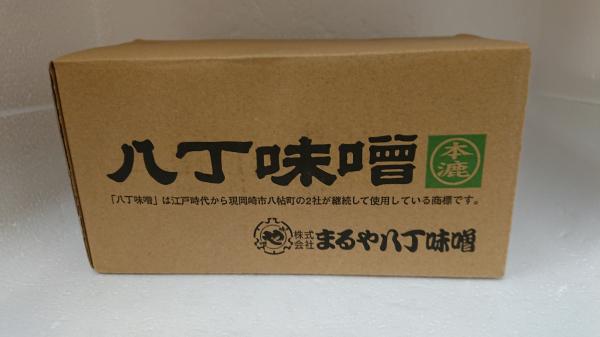 八丁味噌 本漉
「八丁味噌」は江戸時代から現岡崎市八帖町の2社が継続して使用している商標です。
や 株式会社 まるや八丁味噌